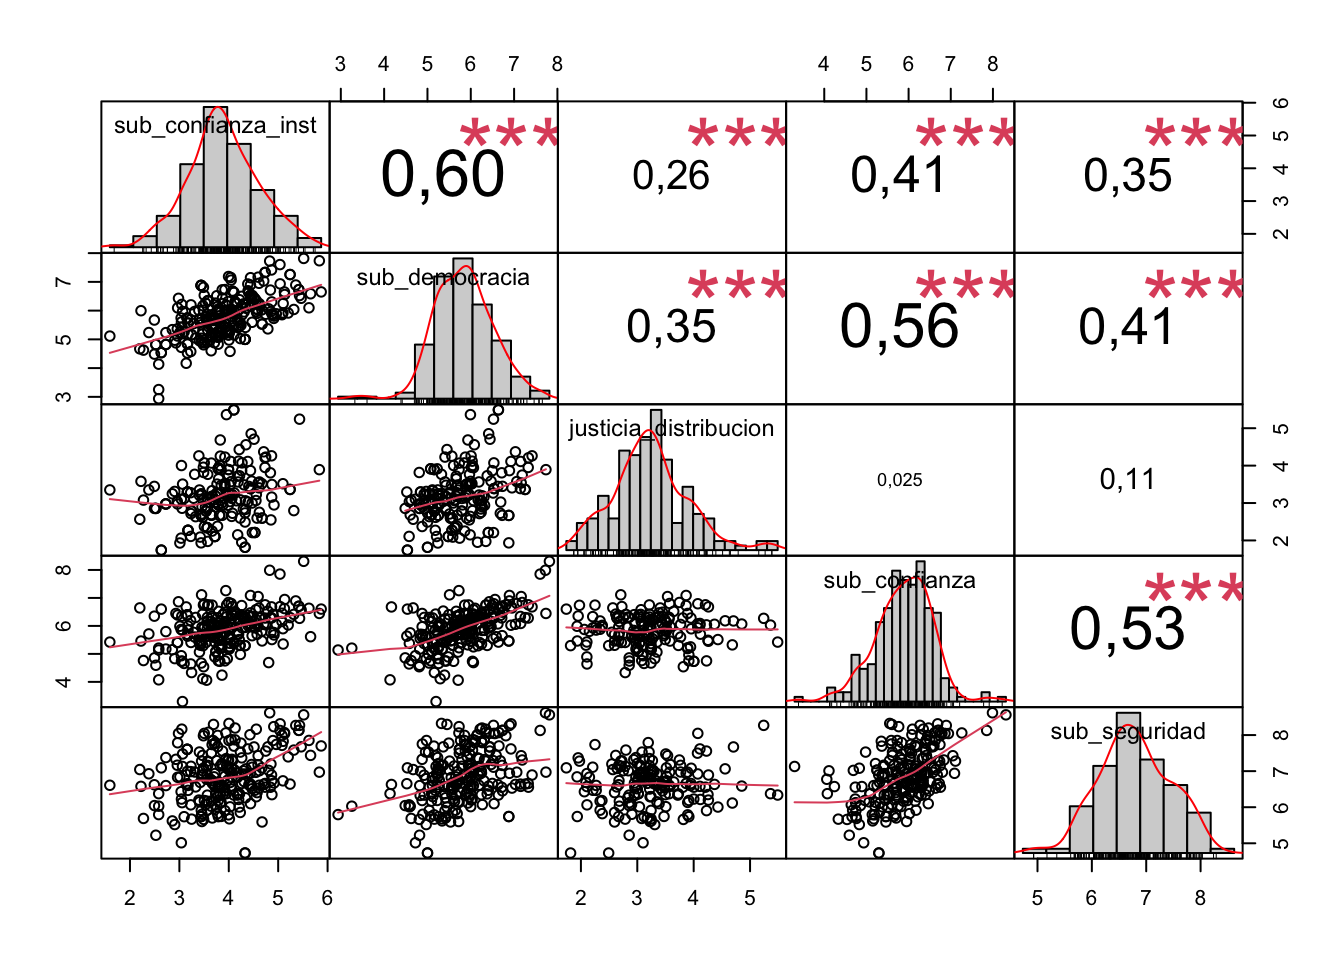 3 4 5 6 7 8 4 5 6 7 8
sub_confianza_inst 0,60 *** 0,26 *** 0,41 *** 0,35 *** 6 5 4 3 2
7 5 3 sub_democracia 0,35 *** 0,56 *** 0,41 ***
justicia_distribucion 0,025 0,11 5 4 3 2
8 6 4 sub_confianza 0,53 ***
sub_seguridad 8 7 6 5
2 3 4 5 6 2 3 4 5 5 6 7 8